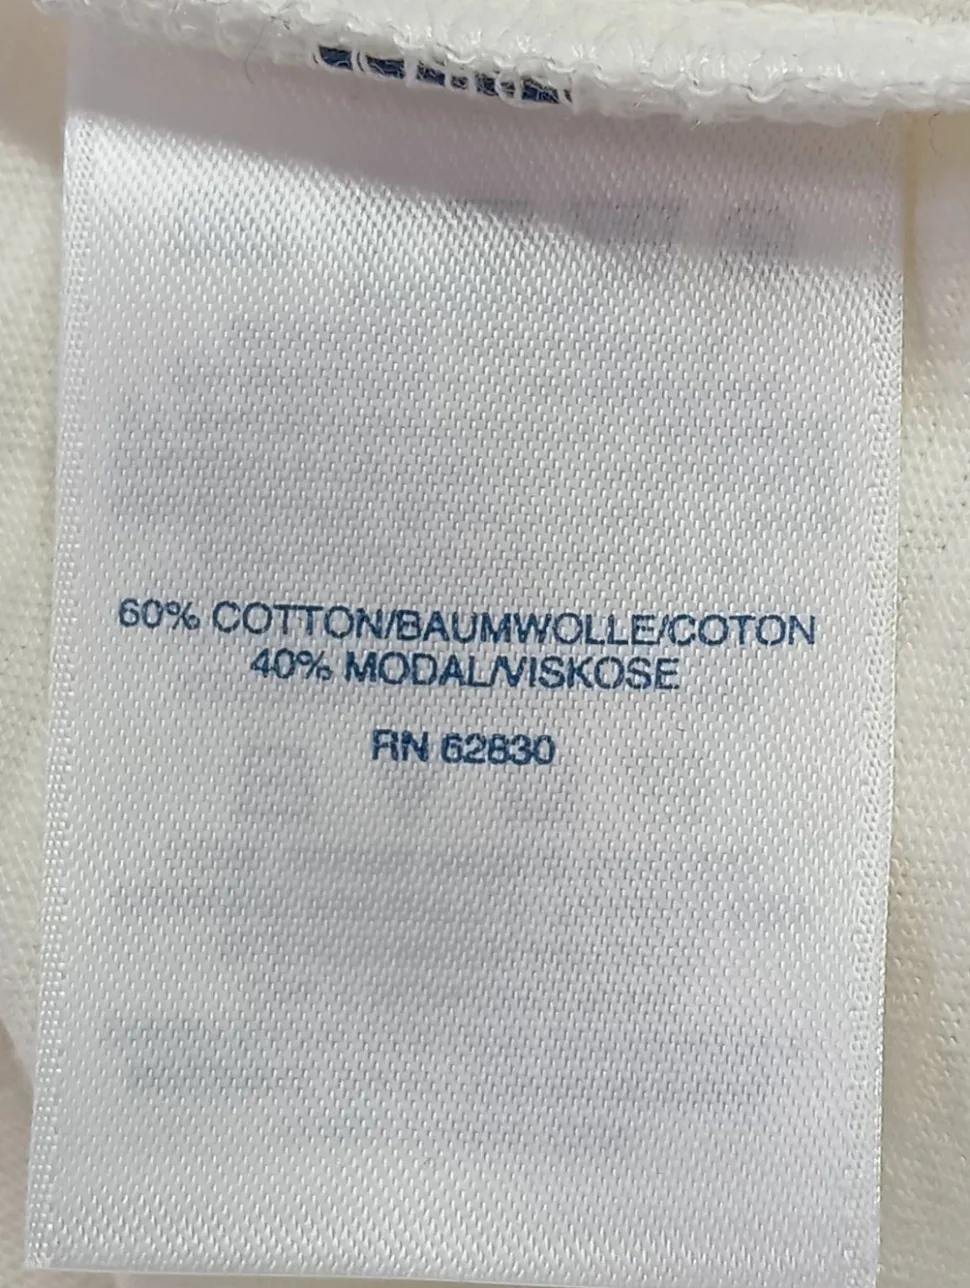 60% COTTON/BAUMWOLLE/COTON
40% MODAL/VISKOSE
RN 62830